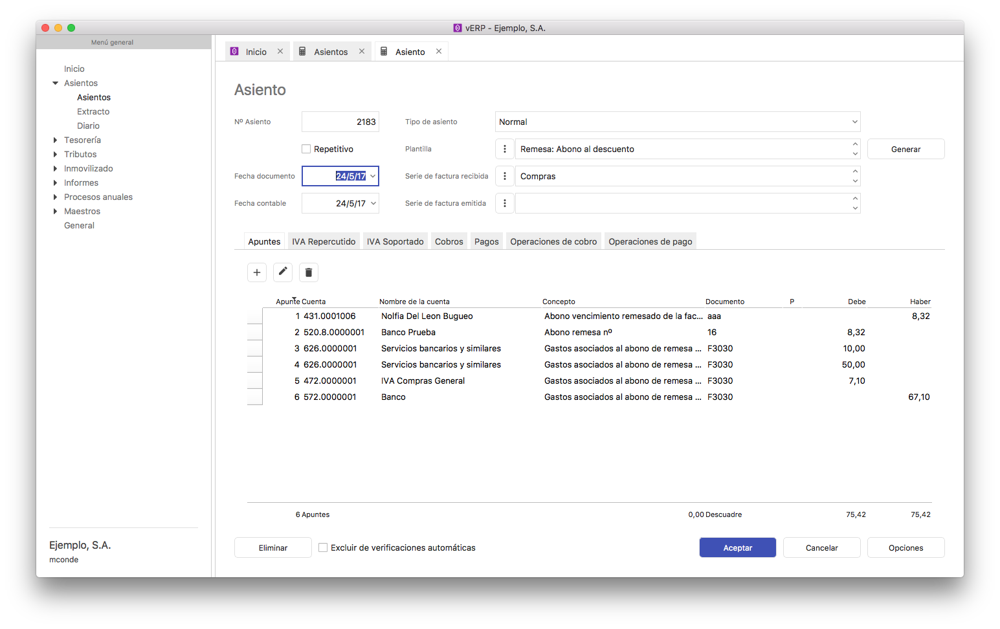 vERP - Ejemplo, S.A.
Menú general
Inicio
Asientos
Asientos
Extracto
Diario
Tesorería
Tributos
Inmovilizado
Informes
Procesos anuales
Maestros
General
Ejemplo, S.A.
mconde
Inicio Asientos Asiento
Asiento
Nº Asiento 2183 Tipo de asiento Normal
Repetitivo Plantilla Remesa: Abono al descuento Generar
Fecha documento 24/5/17 Serie de factura recibida Compras
Fecha contable 24/5/17 Serie de factura emitida
Apuntes IVA Repercutido IVA Soportado Cobros Pagos Operaciones de cobro Operaciones de pago
Apunte Cuenta Nombre de la cuenta Concepto Documento P Debe Haber
1 431.0001006 Nolfia Del Leon Bugueo Abono vencimiento remesado de la fac... aaa 8,32
2 520.8.0000001 Banco Prueba Abono remesa nº 16 8,32
3 626.0000001 Servicios bancarios y similares Gastos asociados al abono de remesa ... F3030 10,00
4 626.0000001 Servicios bancarios y similares Gastos asociados al abono de remesa ... F3030 50,00
5 472.0000001 IVA Compras General Gastos asociados al abono de remesa ... F3030 7,10
6 572.0000001 Banco Gastos asociados al abono de remesa ... F3030 67,10
6 Apuntes 0,00 Descuadre 75,42 75,42
Eliminar Excluir de verificaciones automáticas Aceptar Cancelar Opciones